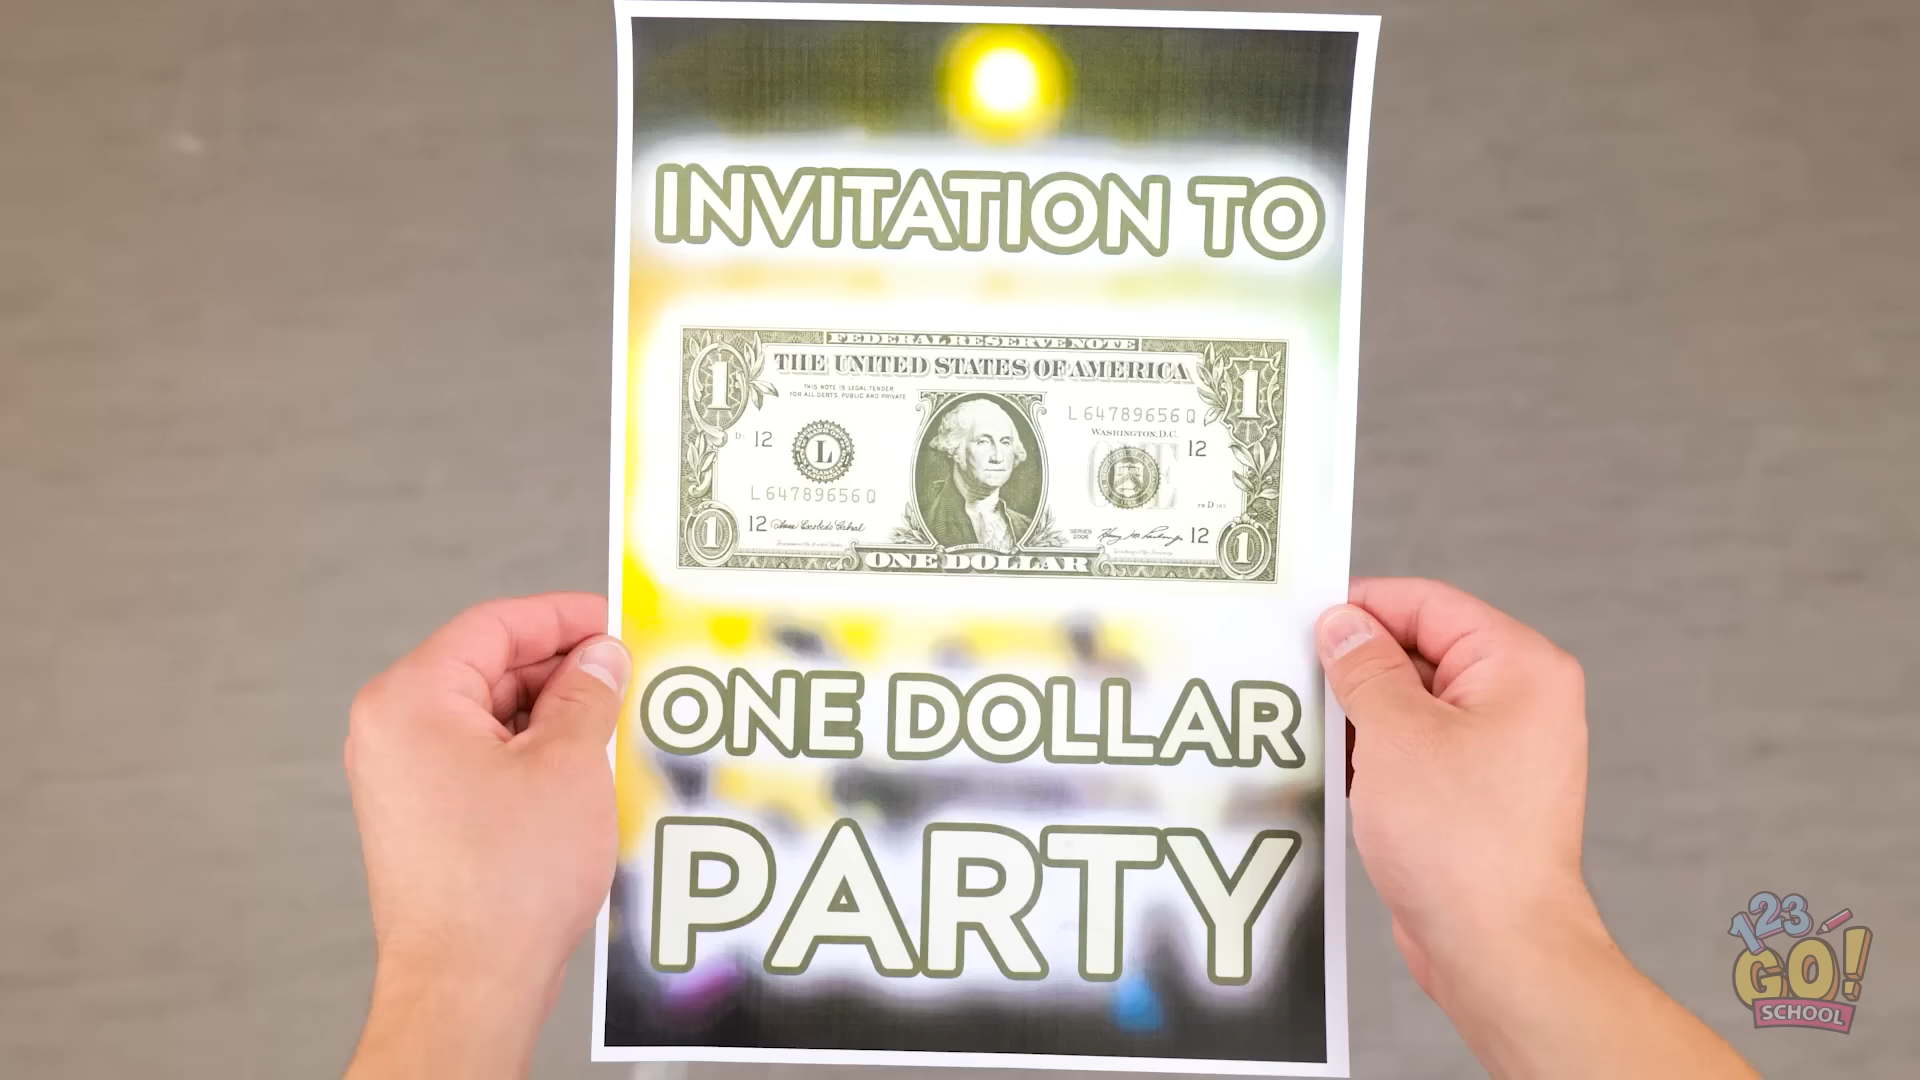 INVITATION TO
FEDERAL RESERVE NOTE
THE UNITED STATES OF AMERICA
THIS NOTE IS LEGAL TENDER
FOR ALL DEBTS, PUBLIC AND PRIVATE
L 64789656 Q
WASHINGTON, D.C.
1
1
12
12
L
L 64789656 Q
12
SERIES
2006
12
1
1
ONE DOLLAR
ONE DOLLAR
PARTY
123
GO!
SCHOOL